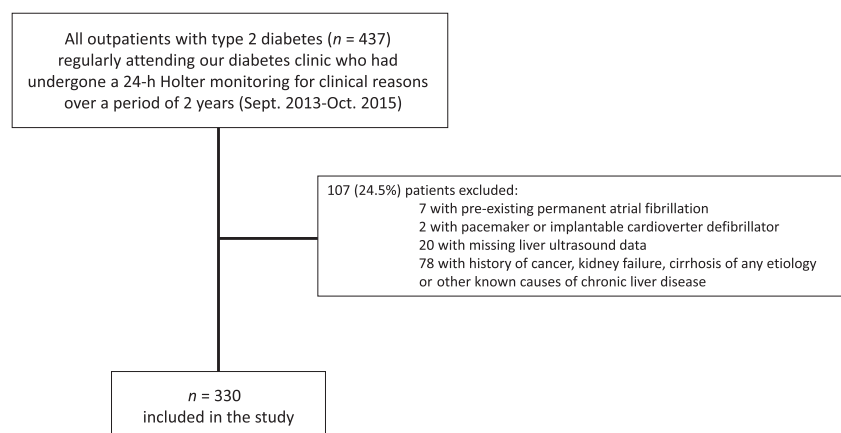 All outpatients with type 2 diabetes (n = 437)
regularly attending our diabetes clinic who had
undergone a 24-h Holter monitoring for clinical reasons
over a period of 2 years (Sept. 2013-Oct. 2015)
107 (24.5%) patients excluded:
7 with pre-existing permanent atrial fibrillation
2 with pacemaker or implantable cardioverter defibrillator
20 with missing liver ultrasound data
78 with history of cancer, kidney failure, cirrhosis of any etiology
or other known causes of chronic liver disease
n = 330
included in the study